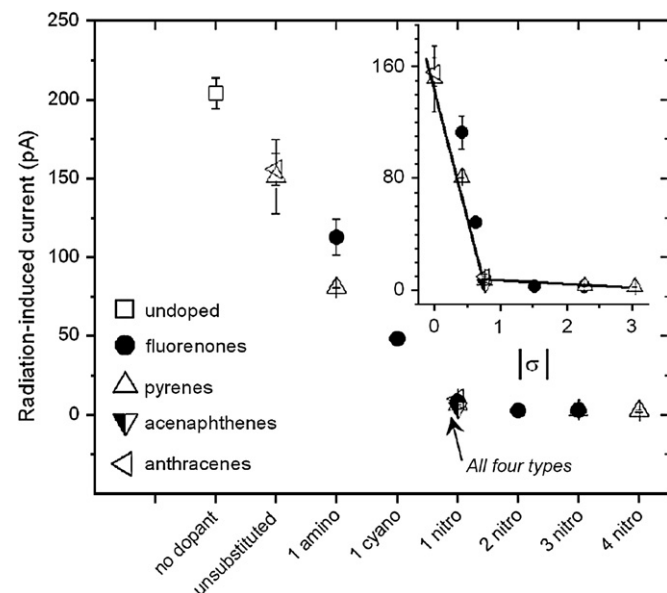 Radiation-induced current (pA)
250
200
150
100
50
0
160
80
0
0
1
2
3
|σ|
undoped
fluorenones
pyrenes
acenaphthenes
anthracenes
All four types
no dopant
unsubstituted
1 amino
1 cyano
1 nitro
2 nitro
3 nitro
4 nitro